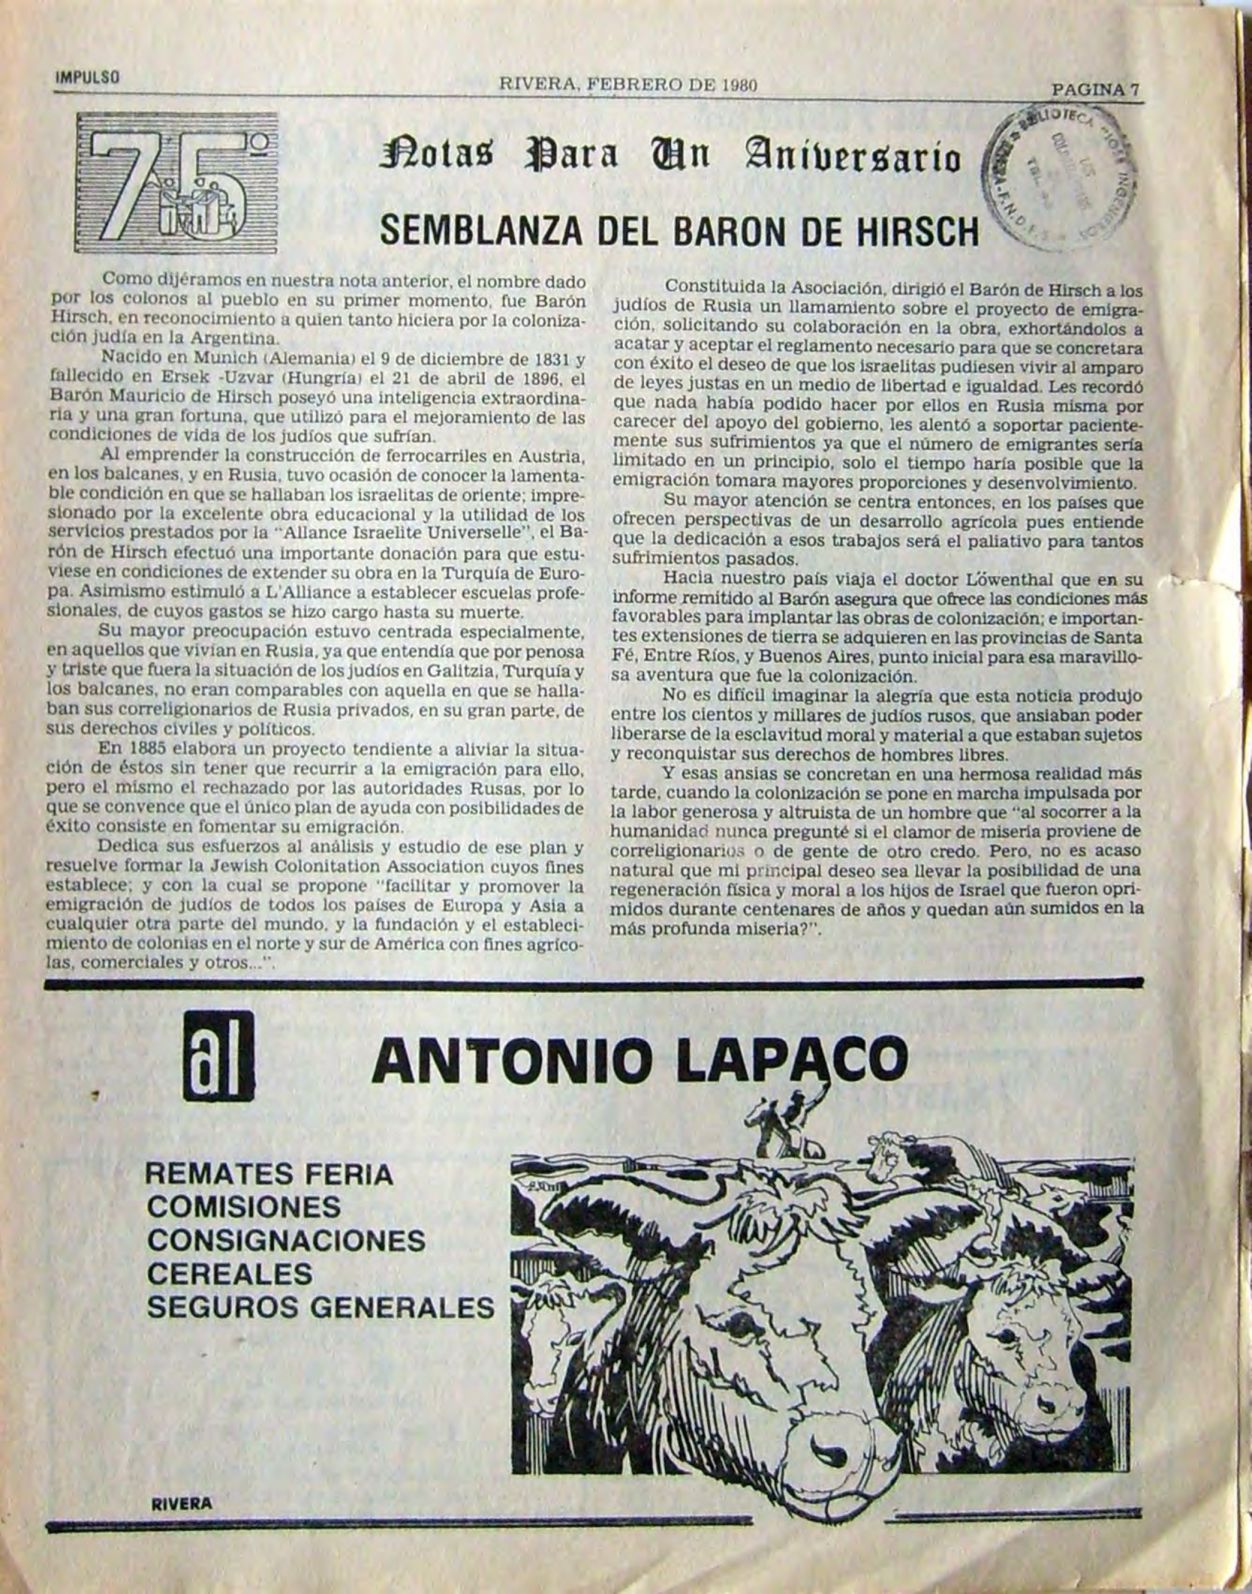 IMPULSO
RIVERA, FEBRERO DE 1980
PAGINA 7
75º
Notas Para Un Aniversario
SEMBLANZA DEL BARON DE HIRSCH
BIBLIOTECA "JOSE INGENIEROS"
Como dijéramos en nuestra nota anterior, el nombre dado
por los colonos al pueblo en su primer momento, fue Barón
Hirsch, en reconocimiento a quien tanto hiciera por la coloniza-
ción judía en la Argentina.
Nacido en Munich (Alemania) el 9 de diciembre de 1831 y
fallecido en Ersek -Uzvar (Hungría) el 21 de abril de 1896, el
Barón Mauricio de Hirsch poseyó una inteligencia extraordina-
ria y una gran fortuna, que utilizó para el mejoramiento de las
condiciones de vida de los judíos que sufrían.
Al emprender la construcción de ferrocarriles en Austria,
en los balcanes, y en Rusia, tuvo ocasión de conocer la lamenta-
ble condición en que se hallaban los israelitas de oriente; impre-
sionado por la excelente obra educacional y la utilidad de los
servicios prestados por la "Allance Israelite Universelle", el Ba-
rón de Hirsch efectuó una importante donación para que estu-
viese en condiciones de extender su obra en la Turquía de Euro-
pa. Asimismo estimuló a L'Alliance a establecer escuelas profe-
sionales, de cuyos gastos se hizo cargo hasta su muerte.
Su mayor preocupación estuvo centrada especialmente,
en aquellos que vivían en Rusia, ya que entendía que por penosa
y triste que fuera la situación de los judíos en Galitzia, Turquía y
los balcanes, no eran comparables con aquella en que se halla-
ban sus correligionarios de Rusia privados, en su gran parte, de
sus derechos civiles y políticos.
En 1885 elabora un proyecto tendiente a aliviar la situa-
ción de éstos sin tener que recurrir a la emigración para ello,
pero el mismo el rechazado por las autoridades Rusas, por lo
que se convence que el único plan de ayuda con posibilidades de
éxito consiste en fomentar su emigración.
Dedica sus esfuerzos al análisis y estudio de ese plan y
resuelve formar la Jewish Colonitation Association cuyos fines
establece; y con la cual se propone "facilitar y promover la
emigración de judíos de todos los países de Europa y Asia a
cualquier otra parte del mundo, y la fundación y el estableci-
miento de colonias en el norte y sur de América con fines agríco-
las, comerciales y otros...".
Constituida la Asociación, dirigió el Barón de Hirsch a los
judíos de Rusia un llamamiento sobre el proyecto de emigra-
ción, solicitando su colaboración en la obra, exhortándolos a
acatar y aceptar el reglamento necesario para que se concretara
con éxito el deseo de que los israelitas pudiesen vivir al amparo
de leyes justas en un medio de libertad e igualdad. Les recordó
que nada había podido hacer por ellos en Rusia misma por
carecer del apoyo del gobierno, les alentó a soportar paciente-
mente sus sufrimientos ya que el número de emigrantes sería
limitado en un principio, solo el tiempo haría posible que la
emigración tomara mayores proporciones y desenvolvimiento.
Su mayor atención se centra entonces, en los países que
ofrecen perspectivas de un desarrollo agrícola pues entiende
que la dedicación a esos trabajos será el paliativo para tantos
sufrimientos pasados.
Hacia nuestro país viaja el doctor Löwenthal que en su
informe remitido al Barón asegura que ofrece las condiciones más
favorables para implantar las obras de colonización; e importan-
tes extensiones de tierra se adquieren en las provincias de Santa
Fé, Entre Ríos, y Buenos Aires, punto inicial para esa maravillo-
sa aventura que fue la colonización.
No es difícil imaginar la alegría que esta noticia produjo
entre los cientos y millares de judíos rusos, que ansiaban poder
liberarse de la esclavitud moral y material a que estaban sujetos
y reconquistar sus derechos de hombres libres.
Y esas ansias se concretan en una hermosa realidad más
tarde, cuando la colonización se pone en marcha impulsada por
la labor generosa y altruista de un hombre que "al socorrer a la
humanidad nunca pregunté si el clamor de miseria proviene de
correligionarios o de gente de otro credo. Pero, no es acaso
natural que mi principal deseo sea llevar la posibilidad de una
regeneración física y moral a los hijos de Israel que fueron opri-
midos durante centenares de años y quedan aún sumidos en la
más profunda miseria?".
al
ANTONIO LAPACO
REMATES FERIA
COMISIONES
CONSIGNACIONES
CEREALES
SEGUROS GENERALES
RIVERA